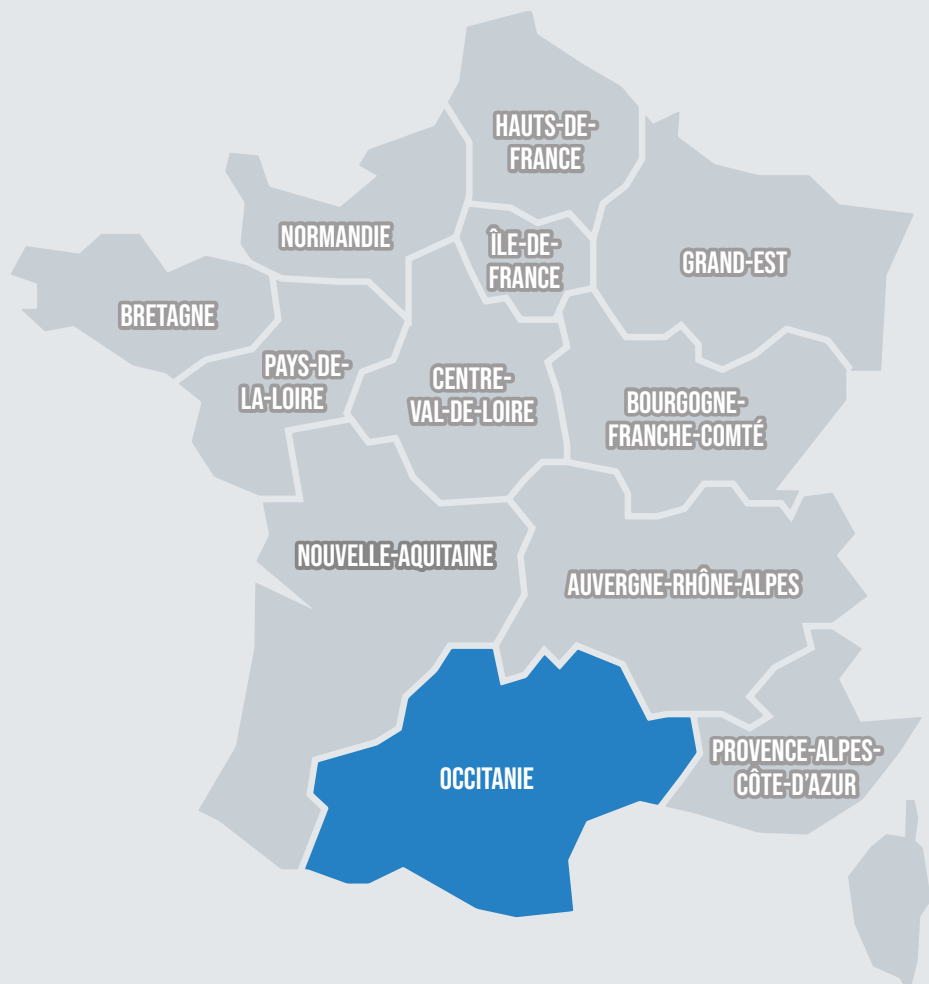 HAUTS-DE-
FRANCE
NORMANDIE
ÎLE-DE-
FRANCE
GRAND-EST
BRETAGNE
PAYS-DE-
LA-LOIRE
CENTRE-
VAL-DE-LOIRE
BOURGOGNE-
FRANCHE-COMTÉ
NOUVELLE-AQUITAINE
AUVERGNE-RHÔNE-ALPES
PROVENCE-ALPES-
CÔTE-D'AZUR
OCCITANIE